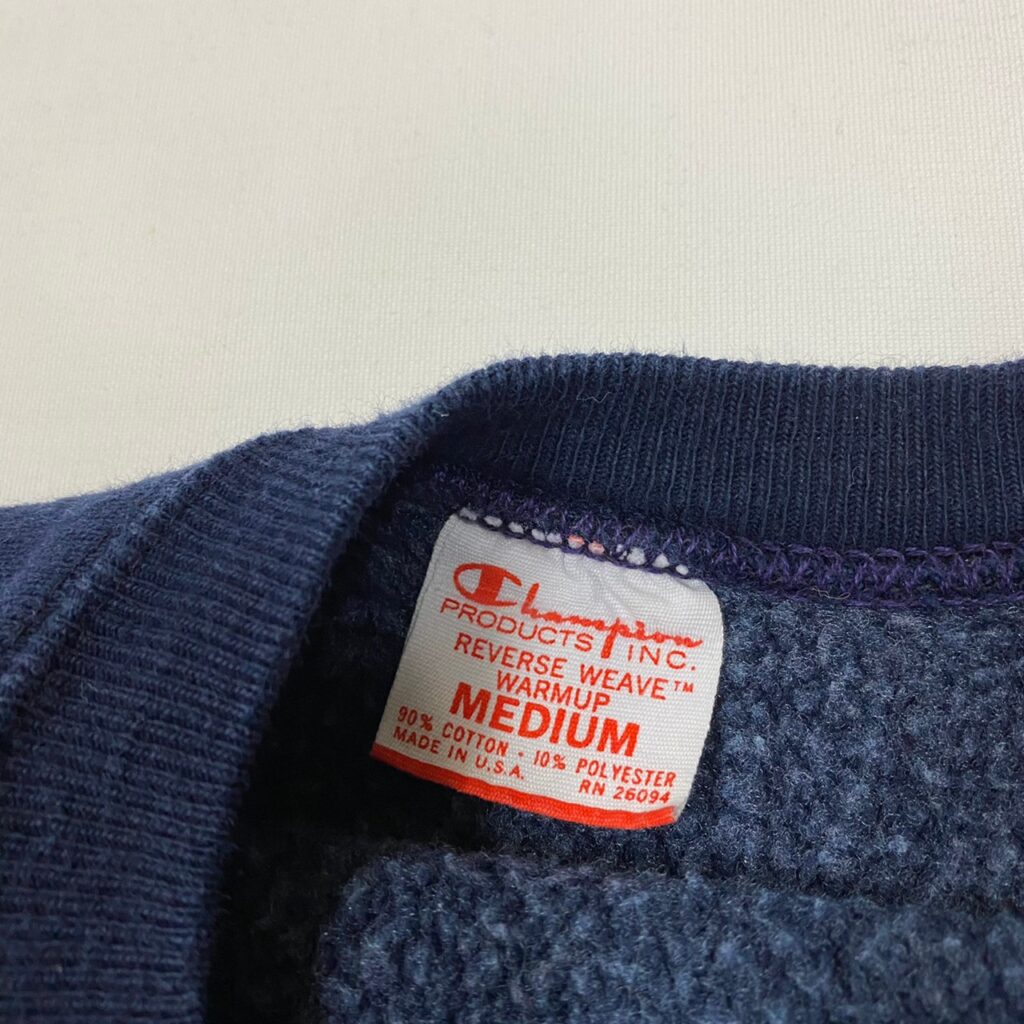 Champion
PRODUCTS INC.
REVERSE WEAVE™
WARMUP
MEDIUM
90% COTTON - 10% POLYESTER
MADE IN U.S.A. RN 26094